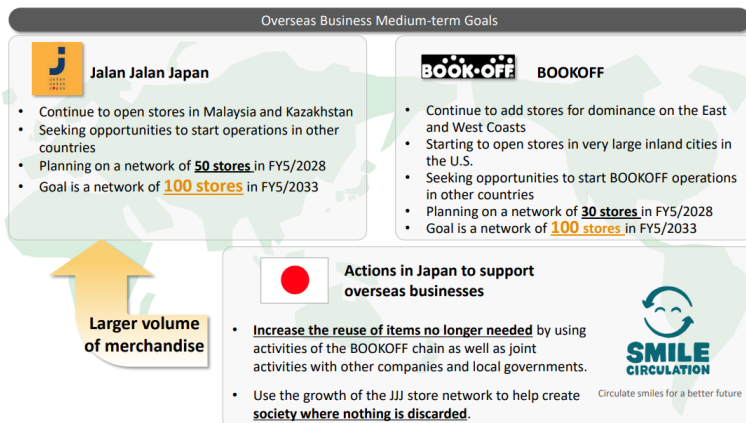 Overseas Business Medium-term Goals
j
jalan
jalan
japan
Jalan Jalan Japan
• Continue to open stores in Malaysia and Kazakhstan
• Seeking opportunities to start operations in other
countries
• Planning on a network of 50 stores in FY5/2028
• Goal is a network of 100 stores in FY5/2033
BOOK•OFF
BOOKOFF
• Continue to add stores for dominance on the East
and West Coasts
• Starting to open stores in very large inland cities in
the U.S.
• Seeking opportunities to start BOOKOFF operations
in other countries
• Planning on a network of 30 stores in FY5/2028
• Goal is a network of 100 stores in FY5/2033
Larger volume
of merchandise
Actions in Japan to support
overseas businesses
• Increase the reuse of items no longer needed by using
activities of the BOOKOFF chain as well as joint
activities with other companies and local governments.
• Use the growth of the JJJ store network to help create
society where nothing is discarded.
SMILE
CIRCULATION
Circulate smiles for a better future